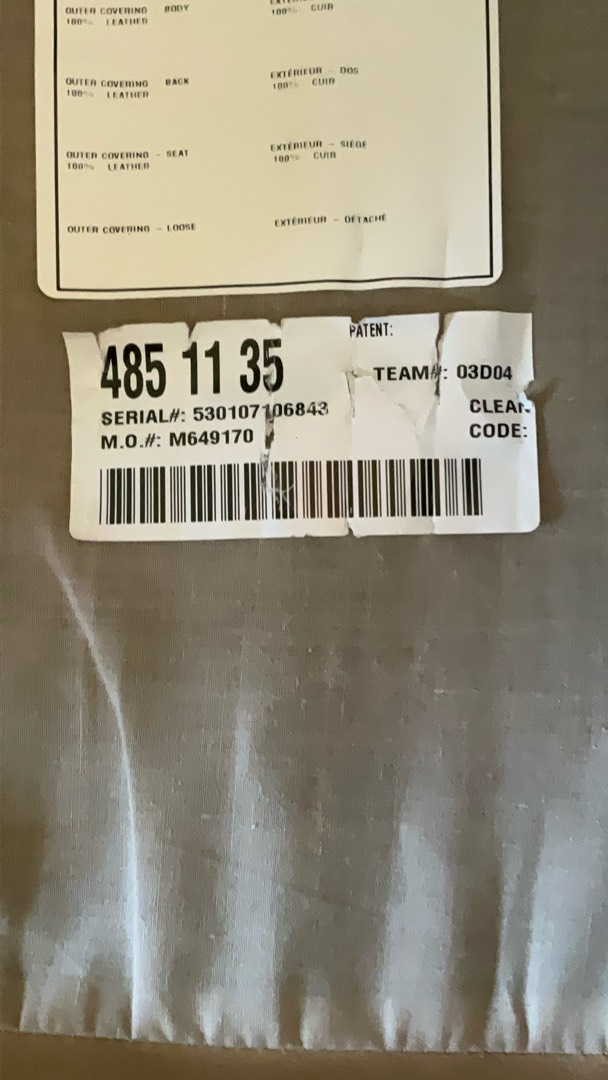 OUTER COVERING - BODY
100% LEATHER
100% CUIR
OUTER COVERING BACK
100% LEATHER
EXTÉRIEUR - DOS
100% CUIR
OUTER COVERING - SEAT
100% LEATHER
EXTÉRIEUR - SIÈGE
100% CUIR
OUTER COVERING - LOOSE
EXTÉRIEUR - DÉTACHÉ
PATENT:
485 11 35
TEAM#: 03D04
SERIAL#: 530107106843
CLEAN
M.O.#: M649170
CODE: